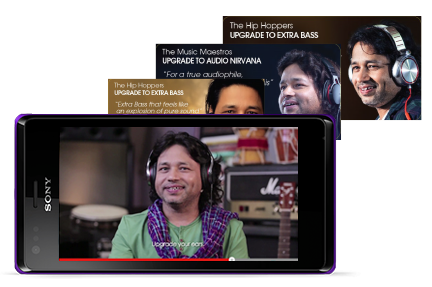 The Hip Hoppers
UPGRADE TO EXTRA BASS
The Music Maestros
UPGRADE TO AUDIO NIRVANA
"For a true audiophile,
The Hip Hoppers
UPGRADE TO EXTRA BASS
"Extra Bass that feels like
an explosion of pure sound"
SONY
Marshall
Upgrade your ears.